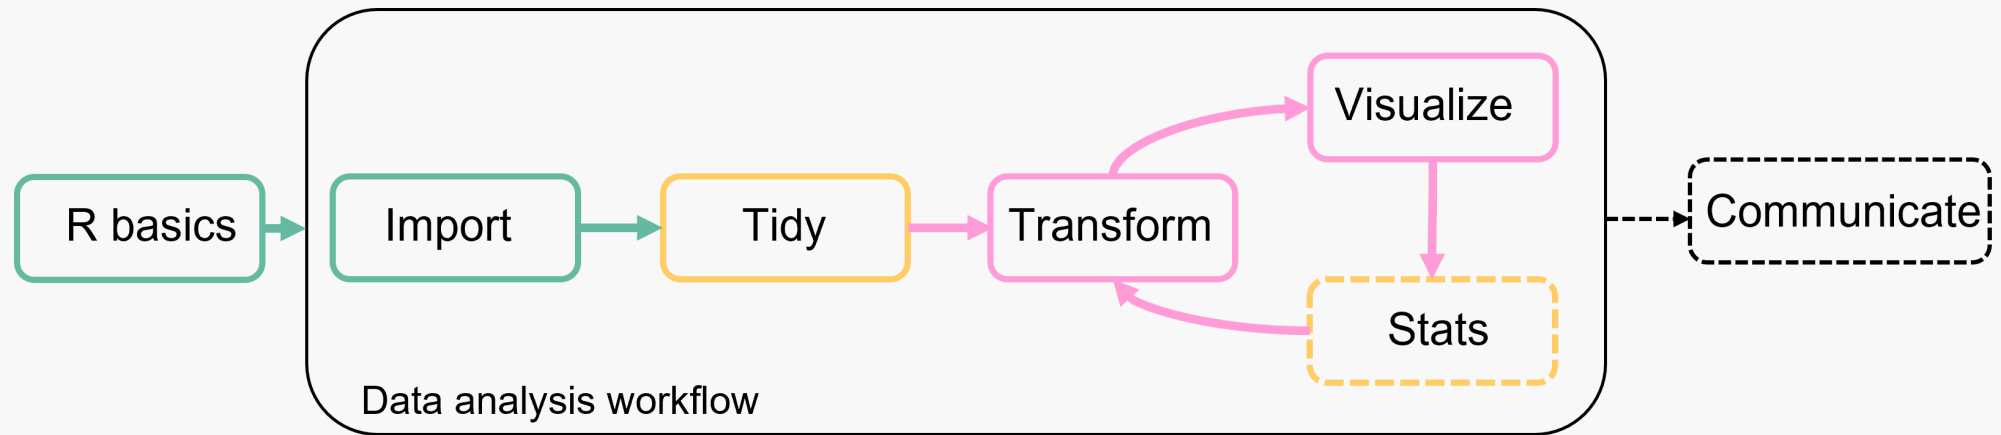 R basics
Import
Tidy
Transform
Visualize
Stats
Data analysis workflow
Communicate